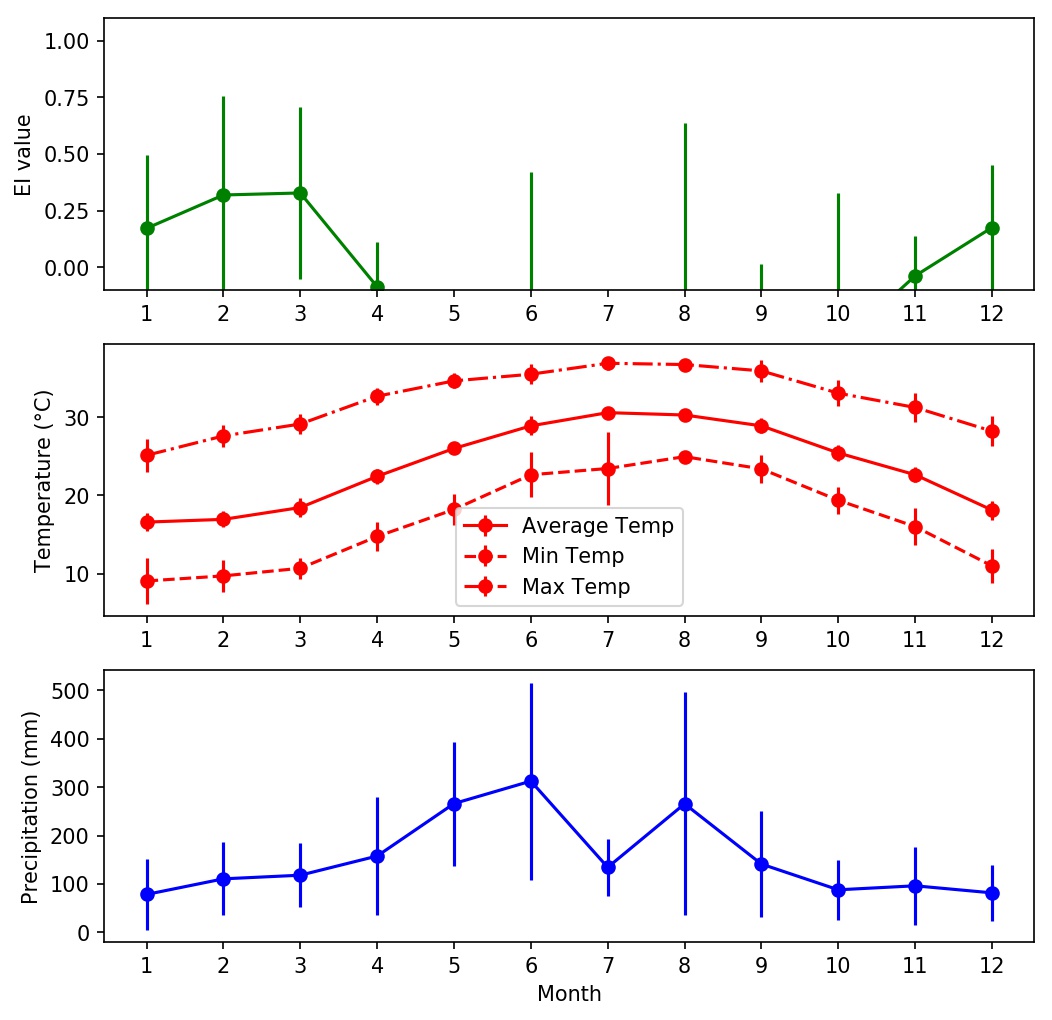 1.00
0.75
0.50
0.25
0.00
EI value
1 2 3 4 5 6 7 8 9 10 11 12
30
20
10
Temperature (°C)
Average Temp
Min Temp
Max Temp
1 2 3 4 5 6 7 8 9 10 11 12
500
400
300
200
100
0
Precipitation (mm)
1 2 3 4 5 6 7 8 9 10 11 12
Month